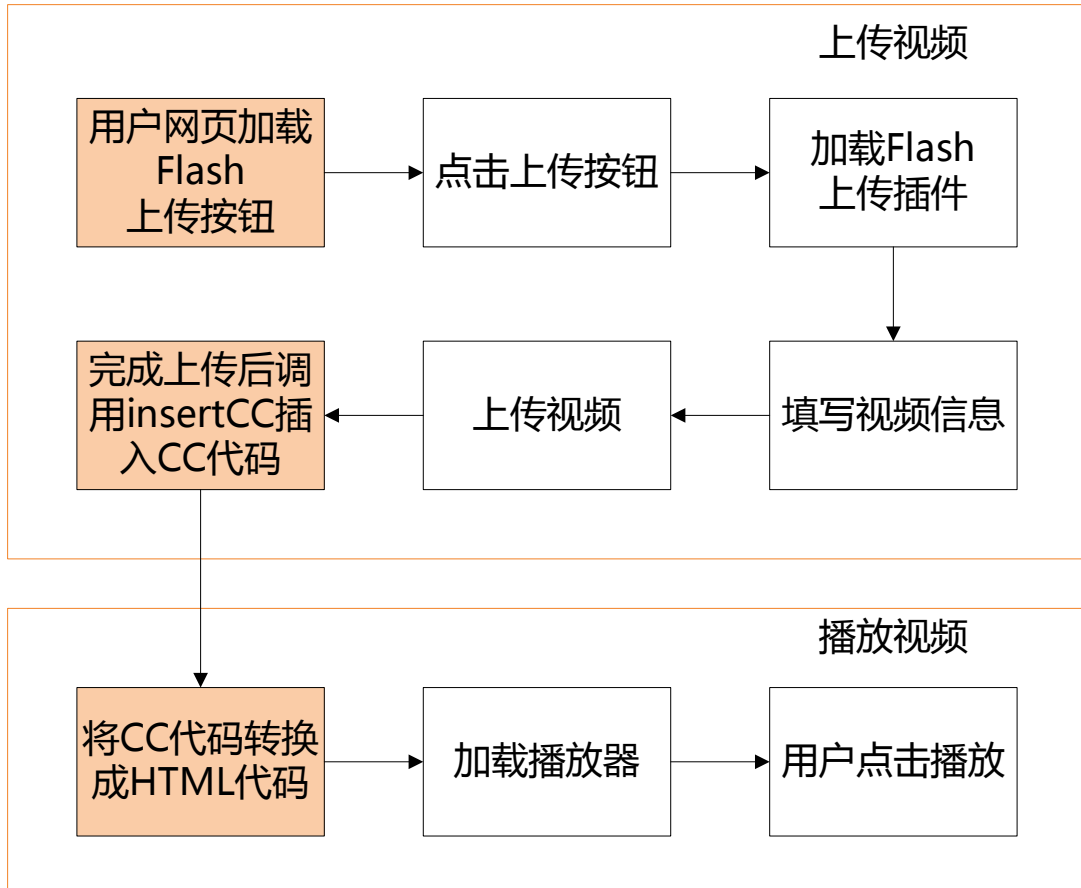 上传视频
用户网页加载
Flash
上传按钮
点击上传按钮
加载Flash
上传插件
完成上传后调
用insertCC插
入CC代码
上传视频
填写视频信息
播放视频
将CC代码转换
成HTML代码
加载播放器
用户点击播放